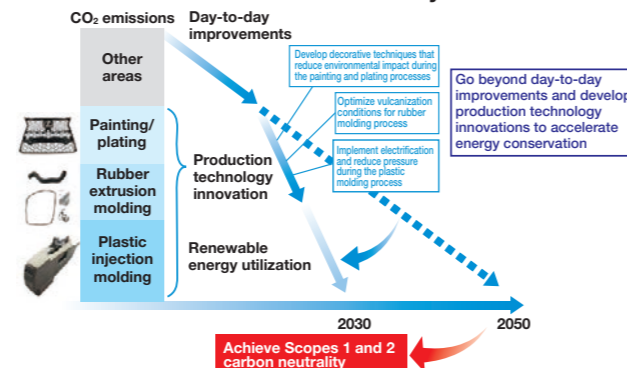 CO₂ emissions
Day-to-day
improvements
Other
areas
Painting/
plating
Rubber
extrusion
molding
Plastic
injection
molding
Production
technology
innovation
Renewable
energy utilization
Develop decorative techniques that
reduce environmental impact during
the painting and plating processes
Optimize vulcanization
conditions for rubber
molding process
Implement electrification
and reduce pressure
during the plastic
molding process
Go beyond day-to-day
improvements and develop
production technology
innovations to accelerate
energy conservation
2030
2050
Achieve Scopes 1 and 2
carbon neutrality